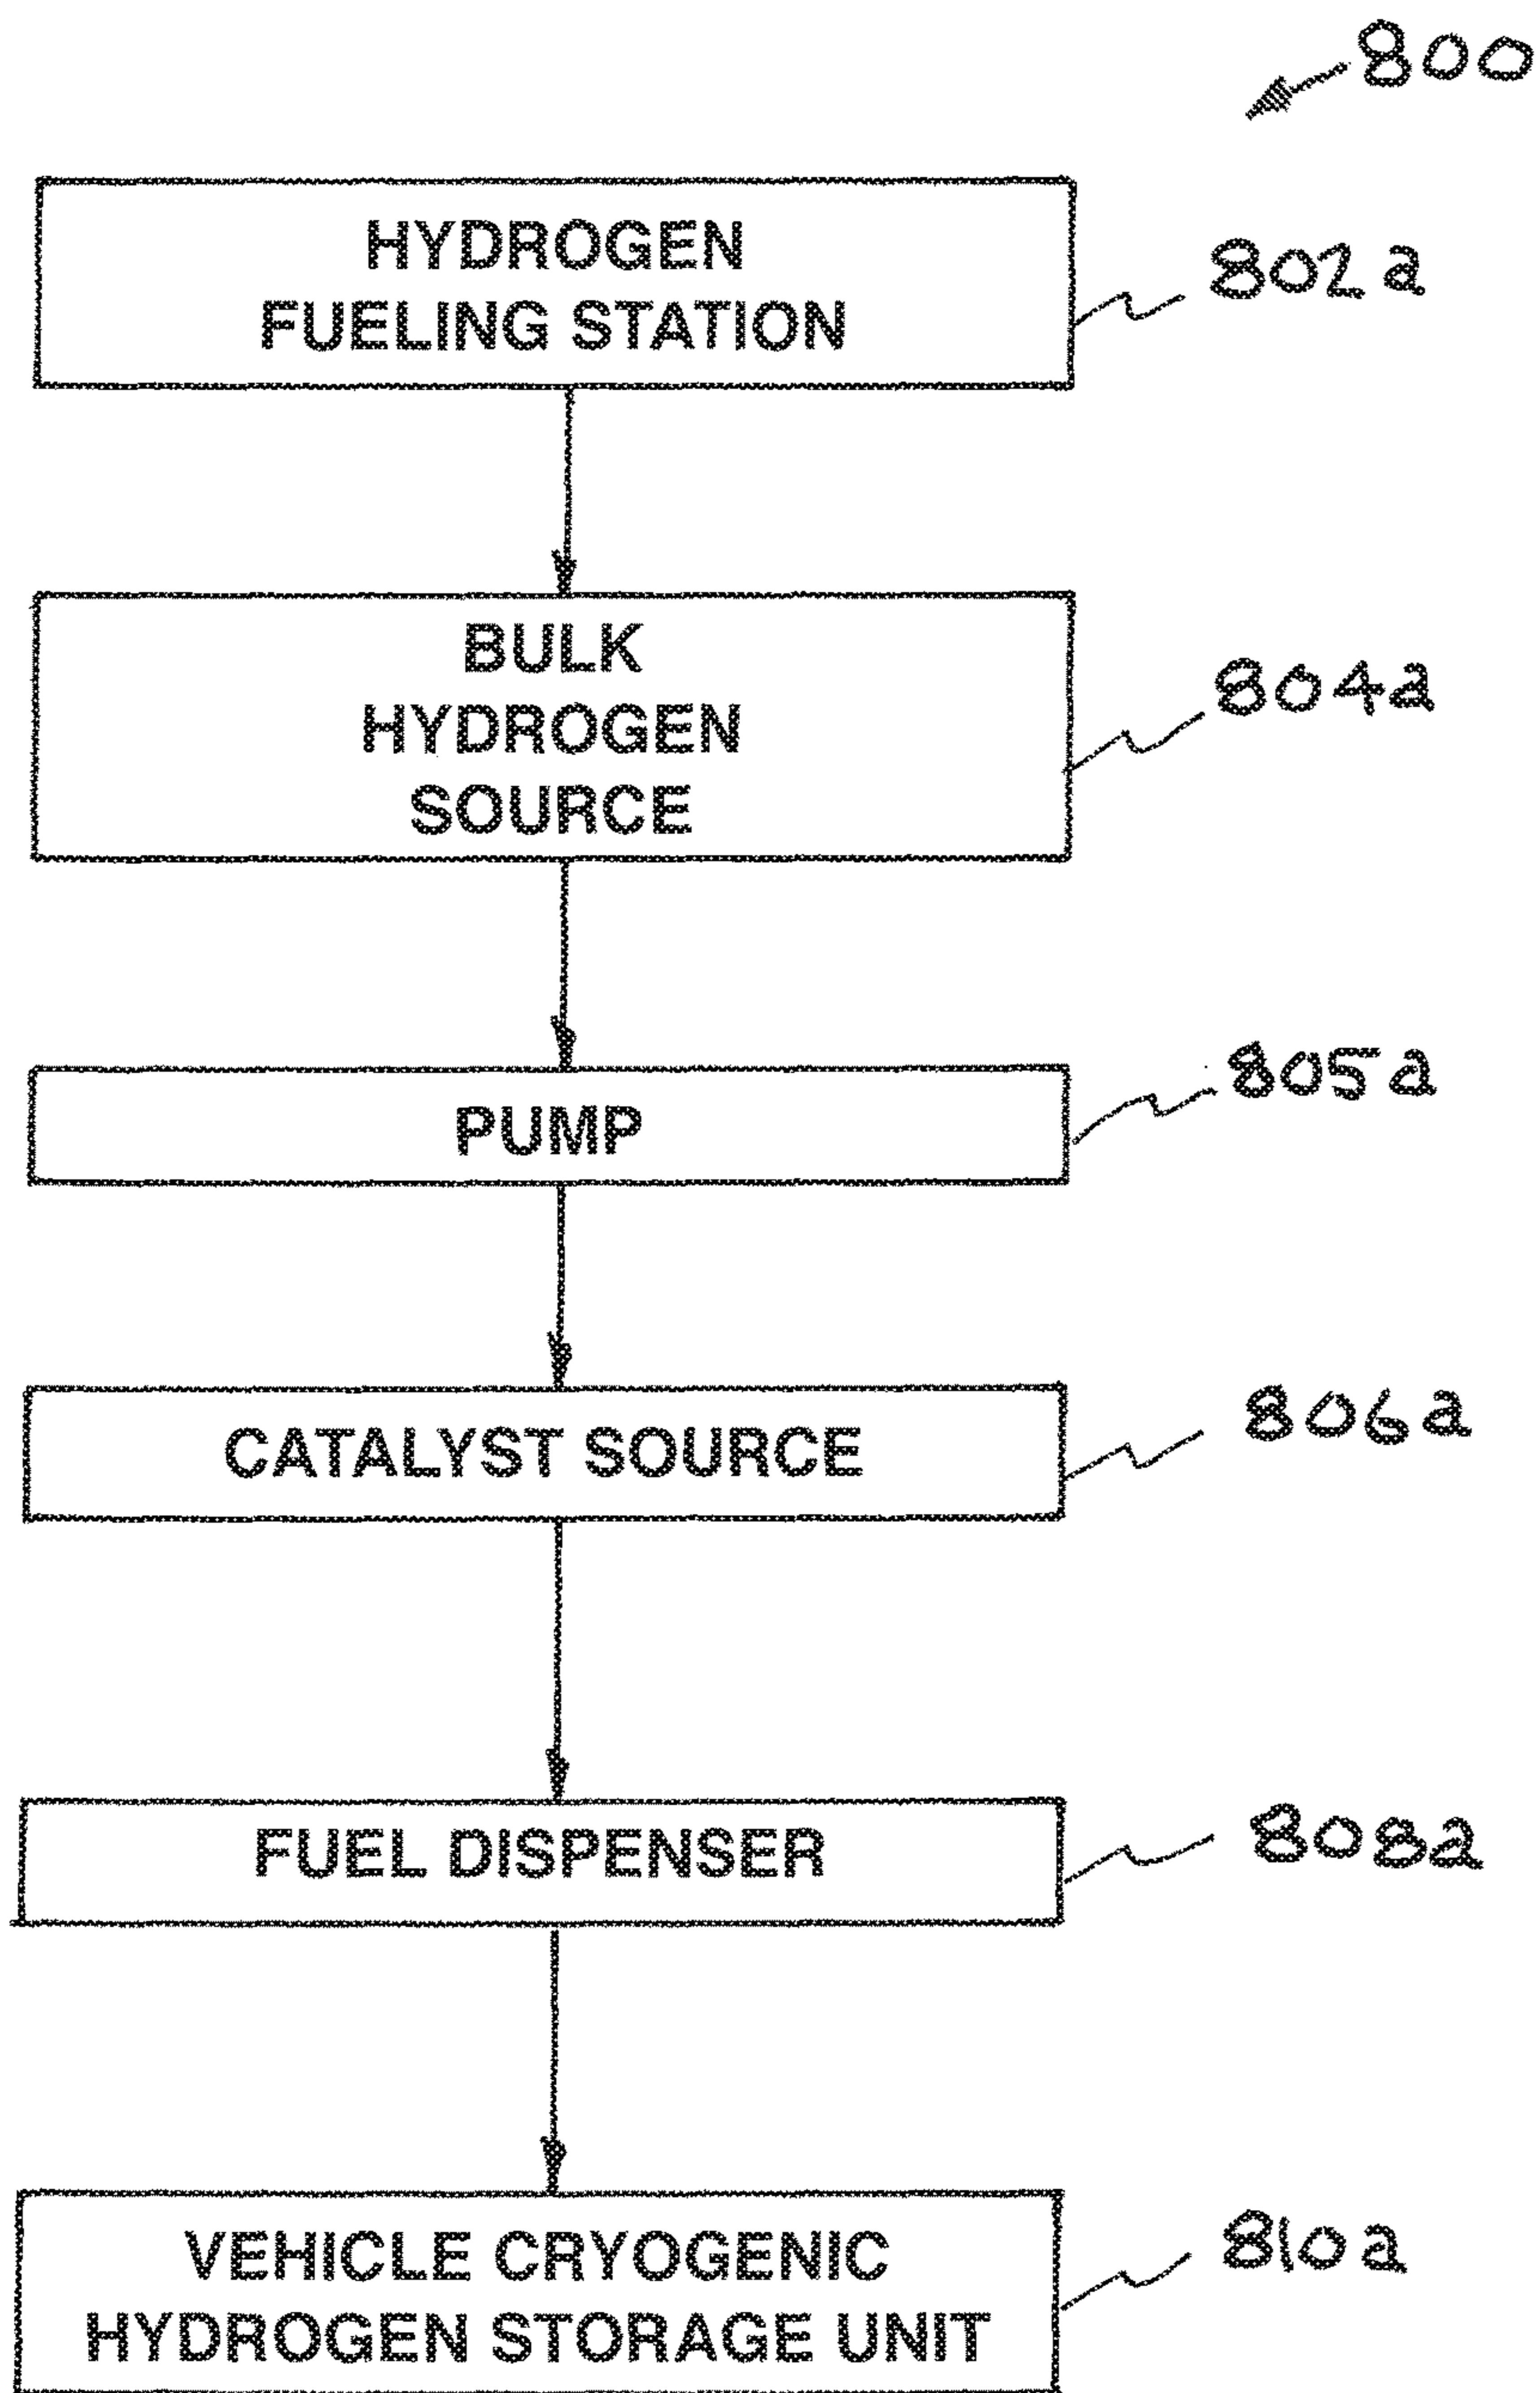 800
HYDROGEN
FUELING STATION
802a
BULK
HYDROGEN
SOURCE
804a
PUMP
805a
CATALYST SOURCE
806a
FUEL DISPENSER
808a
VEHICLE CRYOGENIC
HYDROGEN STORAGE UNIT
810a